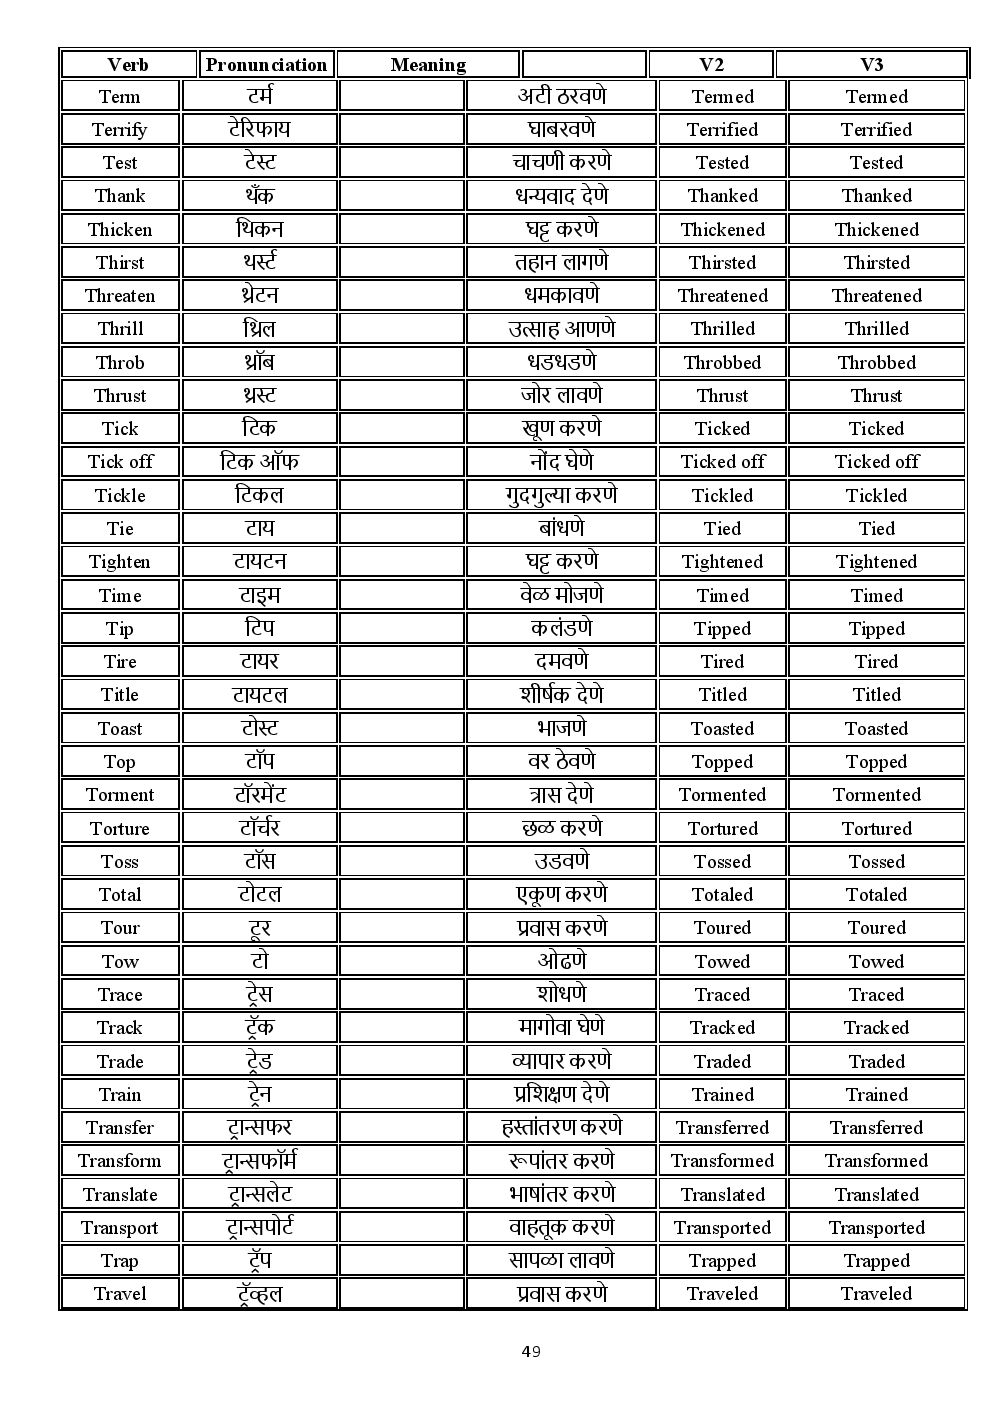 Verb Pronunciation Meaning V2 V3
Term टर्म अटी ठरवणे Termed Termed
Terrify टेरिफाय घाबरवणे Terrified Terrified
Test टेस्ट चाचणी करणे Tested Tested
Thank थँक धन्यवाद देणे Thanked Thanked
Thicken थिकन घट्ट करणे Thickened Thickened
Thirst थर्स्ट तहान लागणे Thirsted Thirsted
Threaten थ्रेटन धमकावणे Threatened Threatened
Thrill थ्रिल उत्साह आणणे Thrilled Thrilled
Throb थ्रॉब धडधडणे Throbbed Throbbed
Thrust थ्रस्ट जोर लावणे Thrust Thrust
Tick टिक खूण करणे Ticked Ticked
Tick off टिक ऑफ नोंद घेणे Ticked off Ticked off
Tickle टिकल गुदगुल्या करणे Tickled Tickled
Tie टाय बांधणे Tied Tied
Tighten टायटन घट्ट करणे Tightened Tightened
Time टाइम वेळ मोजणे Timed Timed
Tip टिप कलंडणे Tipped Tipped
Tire टायर दमवणे Tired Tired
Title टायटल शीर्षक देणे Titled Titled
Toast टोस्ट भाजणे Toasted Toasted
Top टॉप वर ठेवणे Topped Topped
Torment टॉरमेंट त्रास देणे Tormented Tormented
Torture टॉर्चर छळ करणे Tortured Tortured
Toss टॉस उडवणे Tossed Tossed
Total टोटल एकूण करणे Totaled Totaled
Tour टूर प्रवास करणे Toured Toured
Tow टो ओढणे Towed Towed
Trace ट्रेस शोधणे Traced Traced
Track ट्रॅक मागोवा घेणे Tracked Tracked
Trade ट्रेड व्यापार करणे Traded Traded
Train ट्रेन प्रशिक्षण देणे Trained Trained
Transfer ट्रान्सफर हस्तांतरण करणे Transferred Transferred
Transform ट्रान्सफॉर्म रूपांतर करणे Transformed Transformed
Translate ट्रान्सलेट भाषांतर करणे Translated Translated
Transport ट्रान्सपोर्ट वाहतूक करणे Transported Transported
Trap ट्रॅप सापळा लावणे Trapped Trapped
Travel ट्रॅव्हल प्रवास करणे Traveled Traveled
49